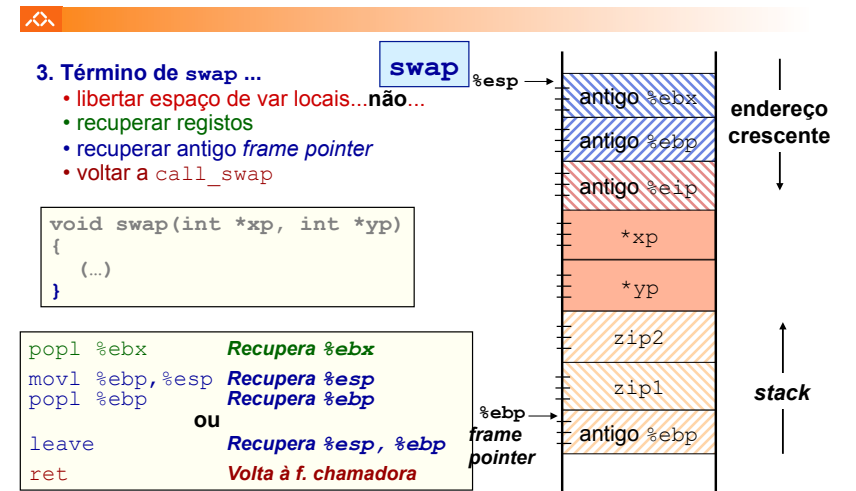 3. Término de swap ...
• libertar espaço de var locais...não...
• recuperar registos
• recuperar antigo frame pointer
• voltar a call_swap
swap
void swap(int *xp, int *yp)
{
(…)
}
popl %ebx Recupera %ebx
movl %ebp,%esp Recupera %esp
popl %ebp Recupera %ebp
ou
leave Recupera %esp, %ebp
ret Volta à f. chamadora
%esp
antigo %ebx
antigo %ebp
antigo %eip
*xp
*yp
zip2
zip1
antigo %ebp
%ebp
frame
pointer
endereço
crescente
stack